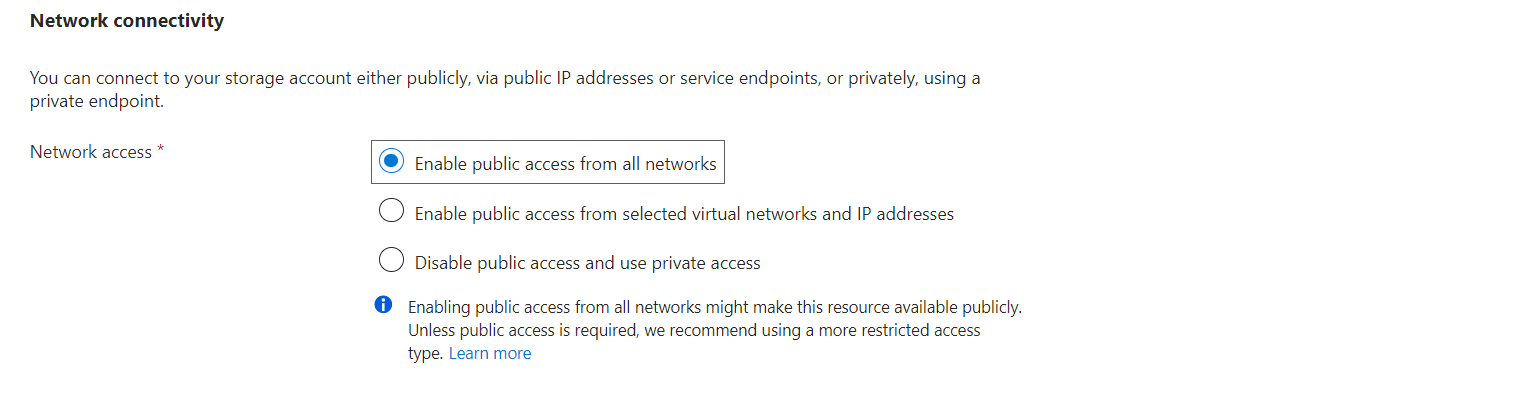 Network connectivity
You can connect to your storage account either publicly, via public IP addresses or service endpoints, or privately, using a
private endpoint.
Network access *
Enable public access from all networks
Enable public access from selected virtual networks and IP addresses
Disable public access and use private access
Enabling public access from all networks might make this resource available publicly.
Unless public access is required, we recommend using a more restricted access
type. Learn more